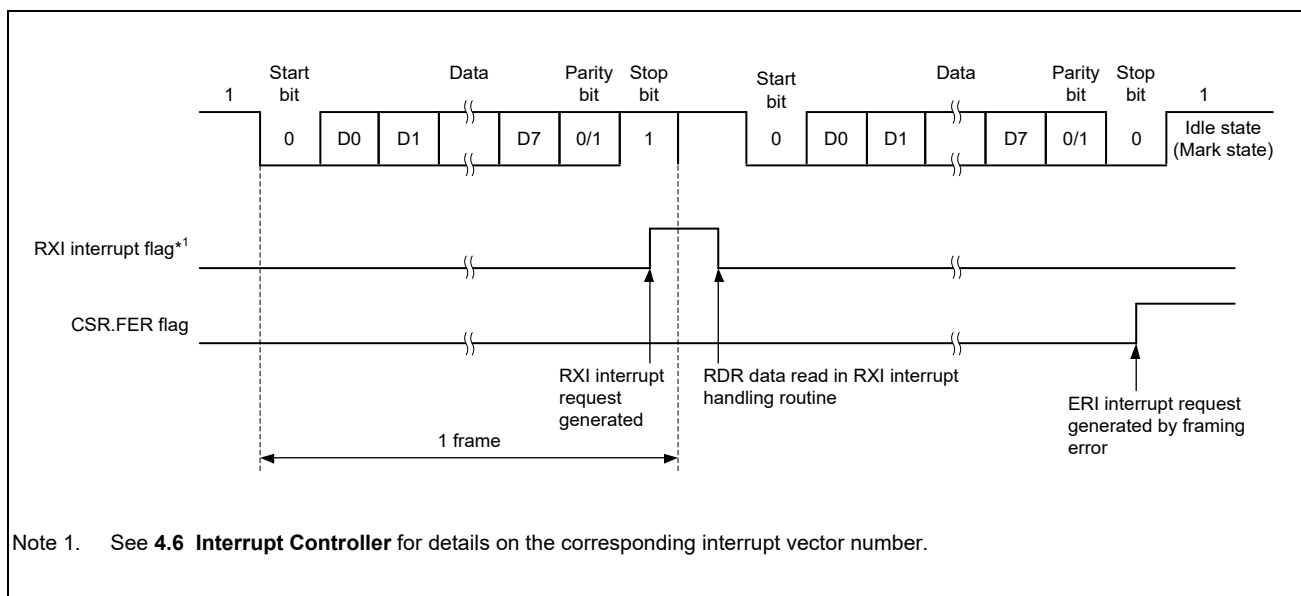 Start bit Data Parity bit Stop bit Start bit Data Parity bit Stop bit
1 0 D0 D1 D7 0/1 1 0 D0 D1 D7 0/1 0 1
Idle state
(Mark state)
RXI interrupt flag*1
CSR.FER flag
RXI interrupt
request
generated
RDR data read in RXI interrupt
handling routine
ERI interrupt request
generated by framing
error
1 frame
Note 1. See 4.6 Interrupt Controller for details on the corresponding interrupt vector number.